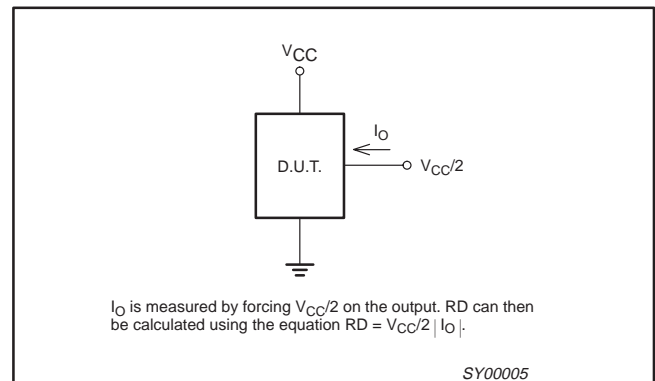 VCC
IO
D.U.T.
VCC/2
IO is measured by forcing VCC/2 on the output. RD can then
be calculated using the equation RD = VCC/2 | IO |.
SY00005